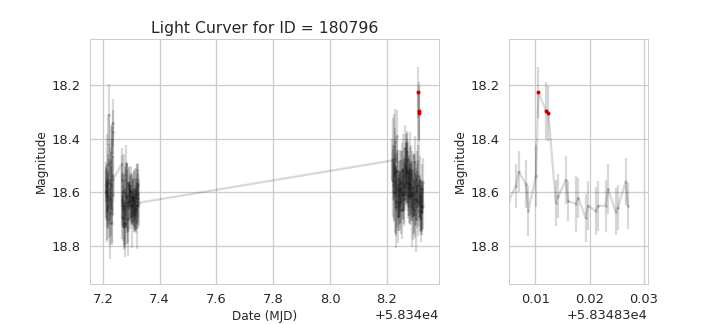 Light Curver for ID = 180796
Magnitude
18.2
18.4
18.6
18.8
7.2 7.4 7.6 7.8 8.0 8.2
Date (MJD)
+5.834e4
Magnitude
18.2
18.4
18.6
18.8
0.01 0.02 0.03
+5.83483e4